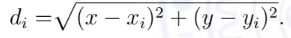 $d_i = \sqrt{(x - x_i)^2 + (y - y_i)^2}.$